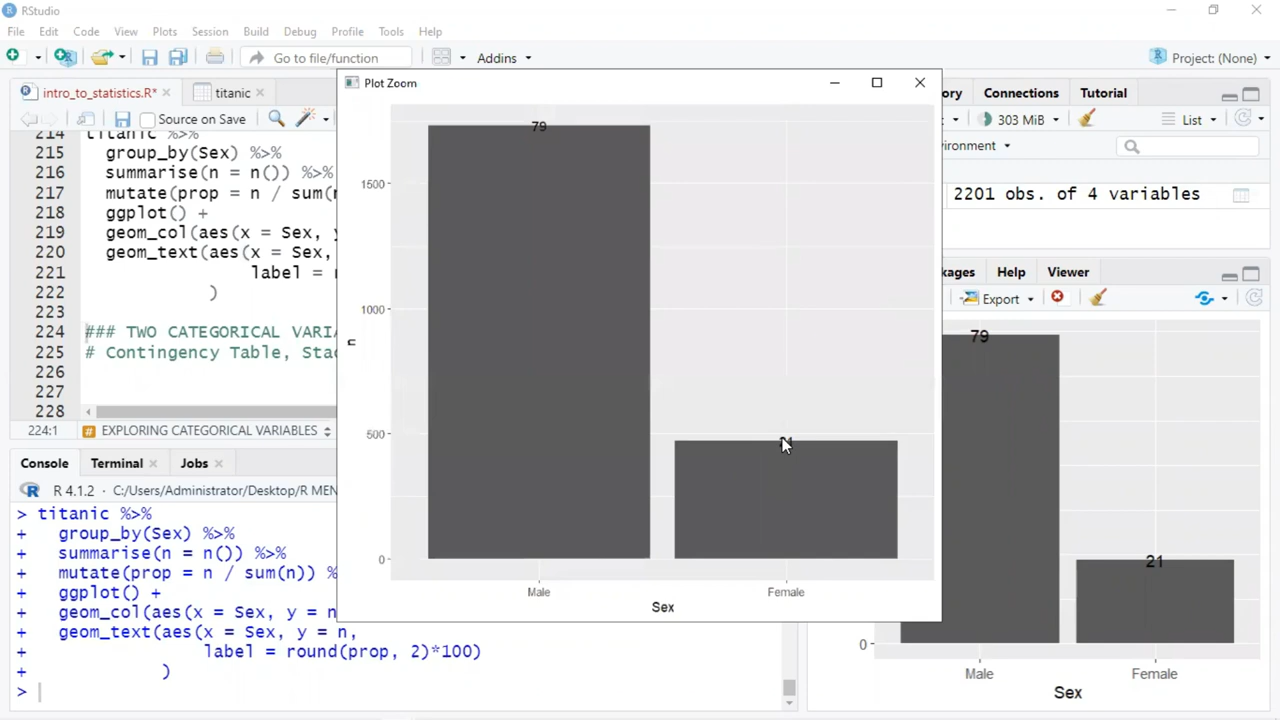 RStudio
File Edit Code View Plots Session Build Debug Profile Tools Help
Go to file/function Addins Project: (None)
intro_to_statistics.R* titanic
Source on Save
214 titanic %>%
215 group_by(Sex) %>%
216 summarise(n = n()) %>%
217 mutate(prop = n / sum(
218 ggplot() +
219 geom_col(aes(x = Sex,
220 geom_text(aes(x = Sex,
221 label =
222 )
223
224 ### TWO CATEGORICAL VARIA
225 # Contingency Table, Stac
226
227
228
224:1 EXPLORING CATEGORICAL VARIABLES
Console Terminal Jobs
R 4.1.2 · C:/Users/Administrator/Desktop/R MEN
> titanic %>%
+ group_by(Sex) %>%
+ summarise(n = n()) %>%
+ mutate(prop = n / sum(n)) %
+ ggplot() +
+ geom_col(aes(x = Sex, y = n
+ geom_text(aes(x = Sex, y = n,
+ label = round(prop, 2)*100)
+ )
>
Plot Zoom
79
1500
1000
n
500
0
Male Female
Sex
ory Connections Tutorial
303 MiB List
ironment
2201 obs. of 4 variables
kages Help Viewer
Export
79
21
0
Male Female
Sex